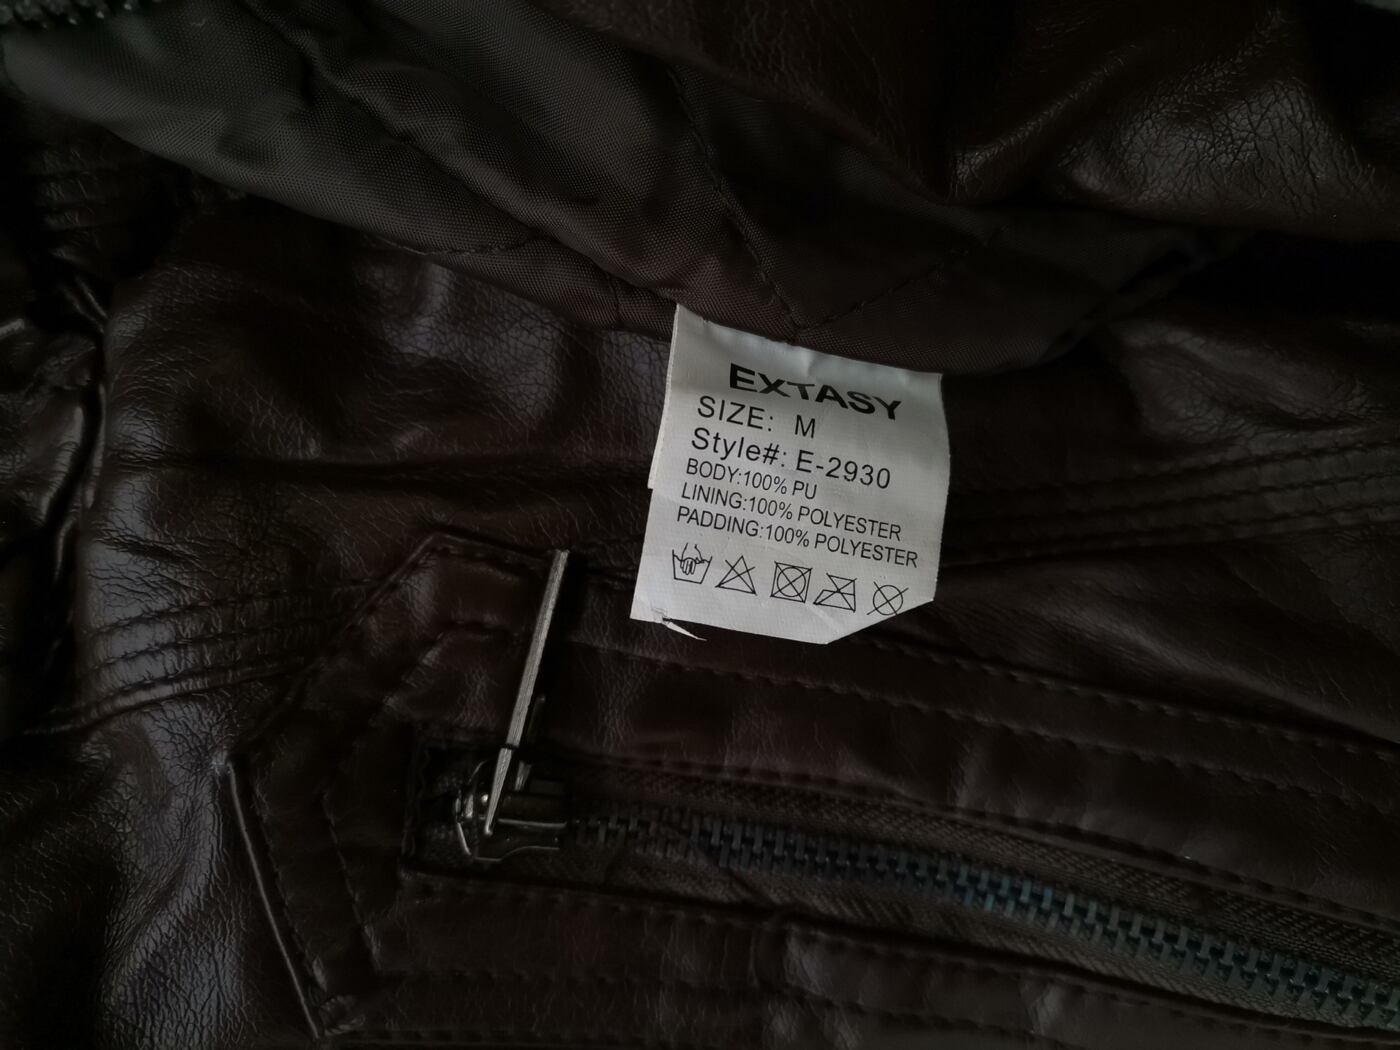 EXTASY
SIZE: M
Style#: E-2930
BODY:100% PU
LINING:100% POLYESTER
PADDING:100% POLYESTER